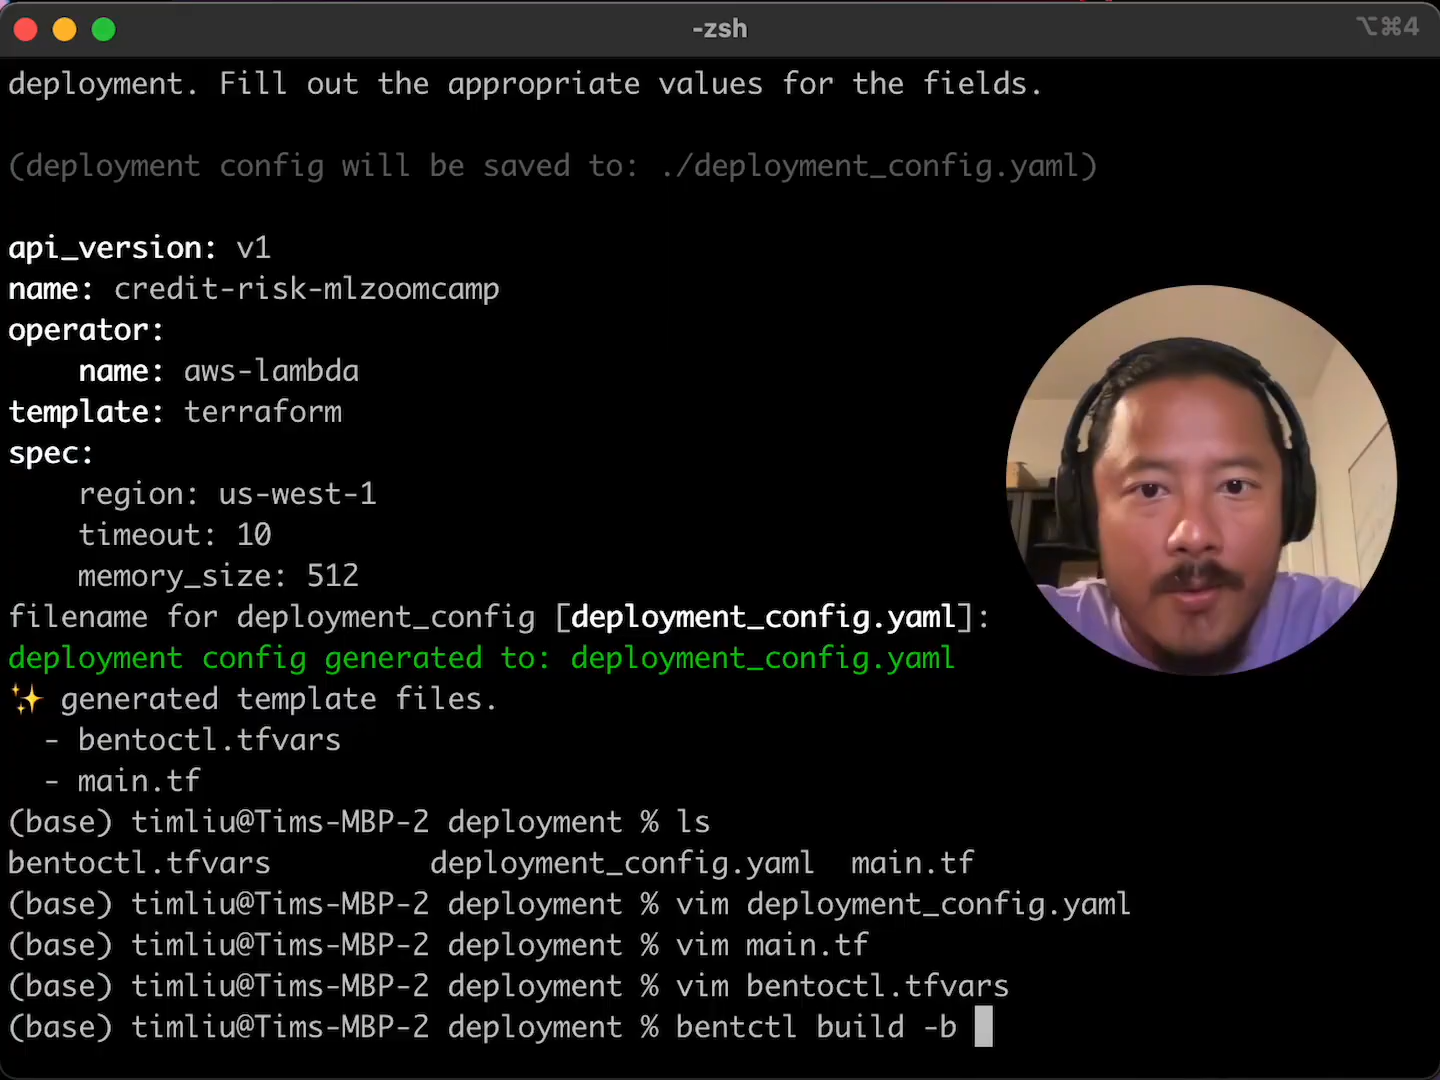 -zsh
⌥⌘4
deployment. Fill out the appropriate values for the fields.
(deployment config will be saved to: ./deployment_config.yaml)
api_version: v1
name: credit-risk-mlzoomcamp
operator:
    name: aws-lambda
template: terraform
spec:
    region: us-west-1
    timeout: 10
    memory_size: 512
filename for deployment_config [deployment_config.yaml]:
deployment config generated to: deployment_config.yaml
✨ generated template files.
  - bentoctl.tfvars
  - main.tf
(base) timliu@Tims-MBP-2 deployment % ls
bentoctl.tfvars         deployment_config.yaml  main.tf
(base) timliu@Tims-MBP-2 deployment % vim deployment_config.yaml
(base) timliu@Tims-MBP-2 deployment % vim main.tf
(base) timliu@Tims-MBP-2 deployment % vim bentoctl.tfvars
(base) timliu@Tims-MBP-2 deployment % bentctl build -b